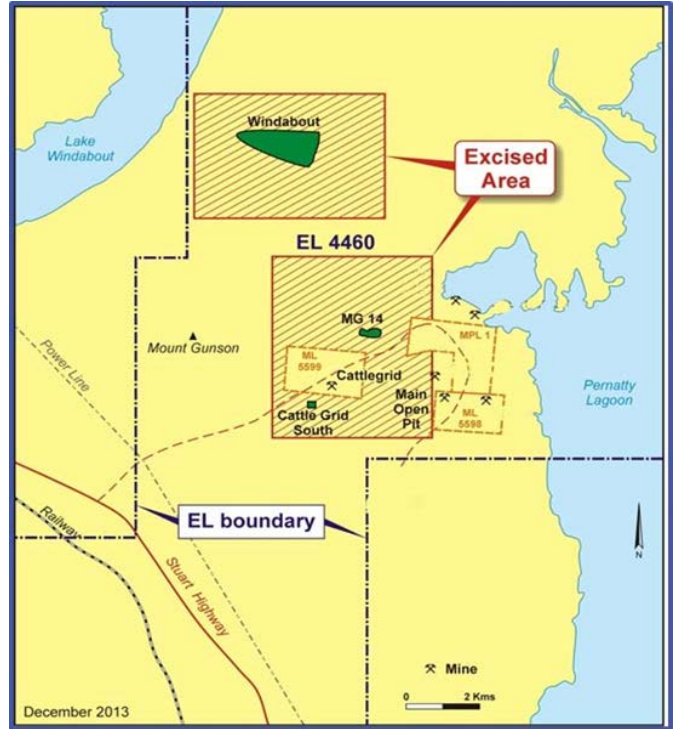 Lake
Windabout
Windabout
Excised
Area
EL 4460
MG 14
Mount Gunson
MPL 1
Power Line
ML
5599
Cattlegrid
Pernatty
Lagoon
Main
Open
Pit
Cattle Grid
South
ML
5598
EL boundary
Railway
Stuart Highway
N
Mine
0 2 Kms
December 2013